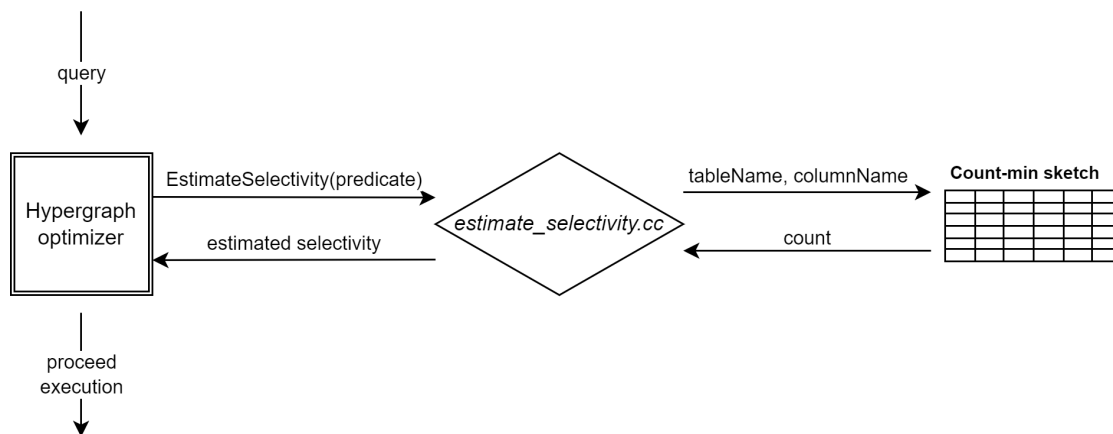 query
EstimateSelectivity(predicate)
tableName, columnName
Count-min sketch
Hypergraph
optimizer
estimate_selectivity.cc
estimated selectivity
count
proceed
execution